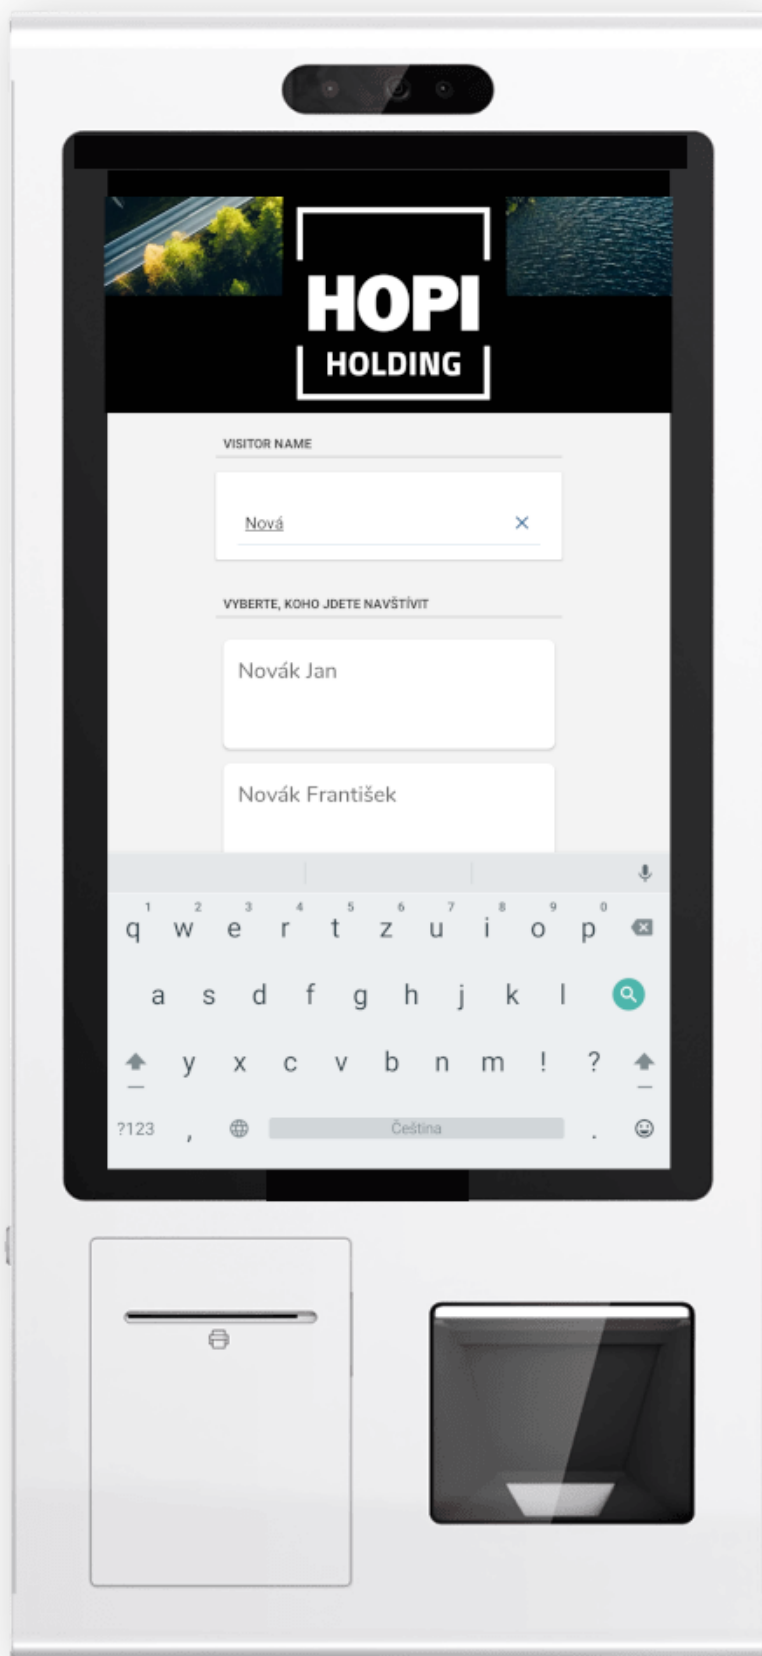 HOPI
HOLDING
VISITOR NAME
Nová
VYBERTE, KOHO JDETE NAVŠTÍVIT
Novák Jan
Novák František
1 2 3 4 5 6 7 8 9 0
q w e r t z u i o p
a s d f g h j k l
y x c v b n m ! ?
?123 , Čeština .